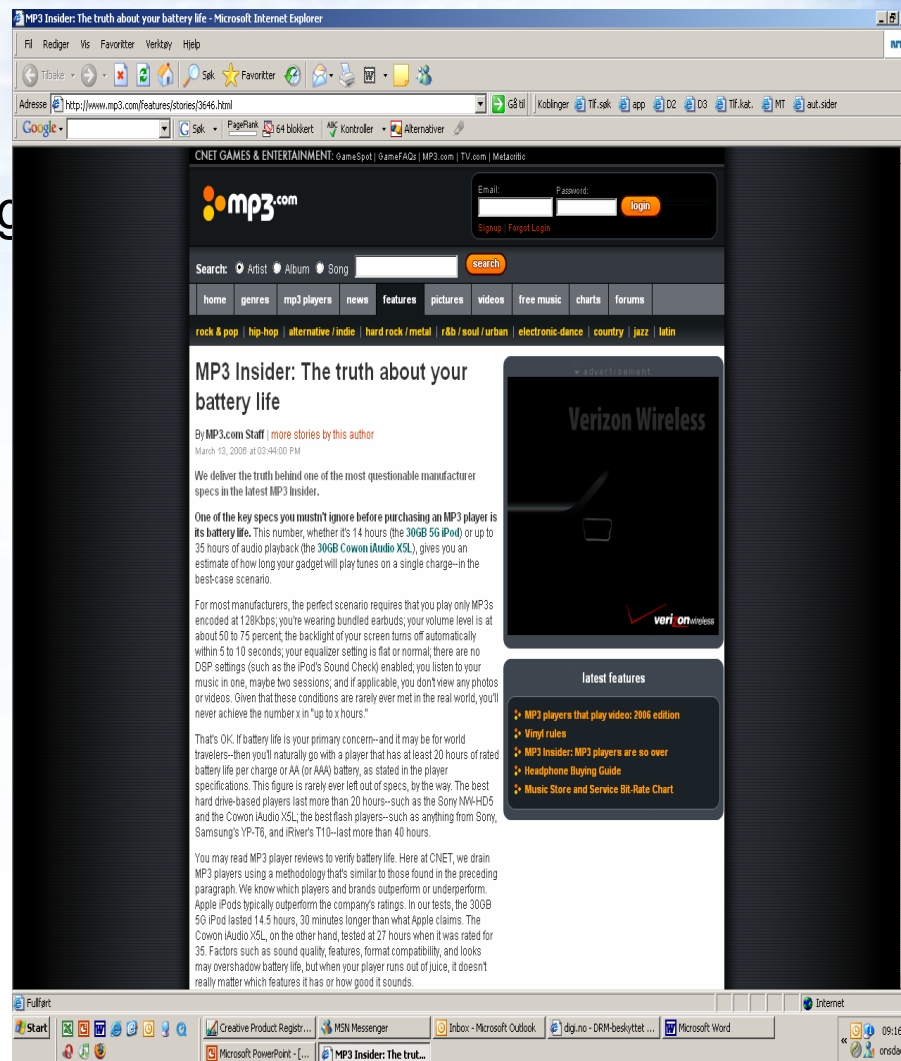 MP3 Insider: The truth about your battery life - Microsoft Internet Explorer
Fil Rediger Vis Favoritter Verktøy Hjelp
Tilbake Søk Favoritter
Adresse http://www.mp3.com/features/stories/3646.html Gå til Koblinger Tlf.søk app D2 D3 Tlf.kat. MT aut.sider
Google Søk PageRank 64 blokkert ABC Kontroller Alternativer
CNET GAMES & ENTERTAINMENT: GameSpot | GameFAQs | MP3.com | TV.com | Metacritic
mp3.com
Email: Password:
login
Signup | Forgot Login
g
Search: Artist Album Song search
home genres mp3 players news features pictures videos free music charts forums
rock & pop | hip-hop | alternative / indie | hard rock / metal | r&b / soul / urban | electronic-dance | country | jazz | latin
MP3 Insider: The truth about your
battery life
By MP3.com Staff | more stories by this author
March 13, 2006 at 03:44:00 PM
We deliver the truth behind one of the most questionable manufacturer
specs in the latest MP3 Insider.
One of the key specs you mustn't ignore before purchasing an MP3 player is
its battery life. This number, whether it's 14 hours (the 30GB 5G iPod) or up to
35 hours of audio playback (the 30GB Cowon iAudio X5L), gives you an
estimate of how long your gadget will play tunes on a single charge--in the
best-case scenario.
For most manufacturers, the perfect scenario requires that you play only MP3s
encoded at 128Kbps; you're wearing bundled earbuds; your volume level is at
about 50 to 75 percent; the backlight of your screen turns off automatically
within 5 to 10 seconds; your equalizer setting is flat or normal; there are no
DSP settings (such as the iPod's Sound Check) enabled; you listen to your
music in one, maybe two sessions; and if applicable, you don't view any photos
or videos. Given that these conditions are rarely ever met in the real world, you'll
never achieve the number x in "up to x hours."
That's OK. If battery life is your primary concern--and it may be for world
travelers--then you'll naturally go with a player that has at least 20 hours of rated
battery life per charge or AA (or AAA) battery, as stated in the player
specifications. This figure is rarely ever left out of specs, by the way. The best
hard drive-based players last more than 20 hours--such as the Sony NW-HD5
and the Cowon iAudio X5L; the best flash players--such as anything from Sony,
Samsung's YP-T6, and iRiver's T10--last more than 40 hours.
You may read MP3 player reviews to verify battery life. Here at CNET, we drain
MP3 players using a methodology that's similar to those found in the preceding
paragraph. We know which players and brands outperform or underperform.
Apple iPods typically outperform the company's ratings. In our tests, the 30GB
5G iPod lasted 14.5 hours, 30 minutes longer than what Apple claims. The
Cowon iAudio X5L, on the other hand, tested at 27 hours when it was rated for
35. Factors such as sound quality, features, format compatibility, and looks
may overshadow battery life, but when your player runs out of juice, it doesn't
really matter which features it has or how good it sounds.
advertisement
Verizon Wireless
verizon wireless
latest features
MP3 players that play video: 2006 edition
Vinyl rules
MP3 Insider: MP3 players are so over
Headphone Buying Guide
Music Store and Service Bit-Rate Chart
Fullført Internet
Start Creative Product Registr... MSN Messenger Inbox - Microsoft Outlook digi.no - DRM-beskyttet ... Microsoft Word 09:16
Microsoft PowerPoint - [... MP3 Insider: The trut... onsdag